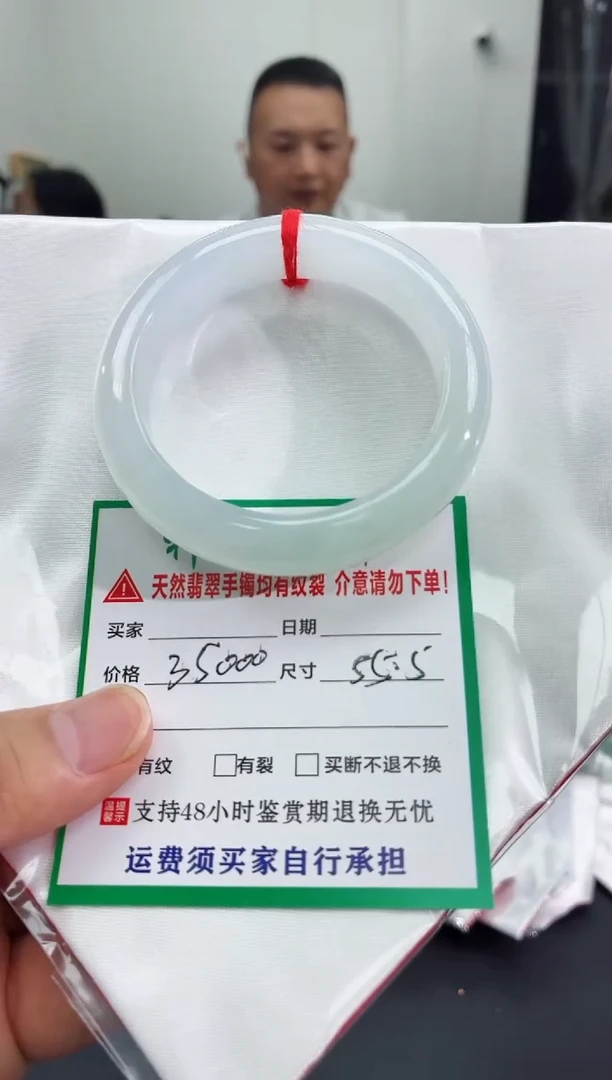 天然翡翠手镯均有纹裂 介意请勿下单!
买家 日期
价格 35000 尺寸 55.5
有纹 有裂 买断不退不换
温馨提示 支持48小时鉴赏期退换无忧
运费须买家自行承担